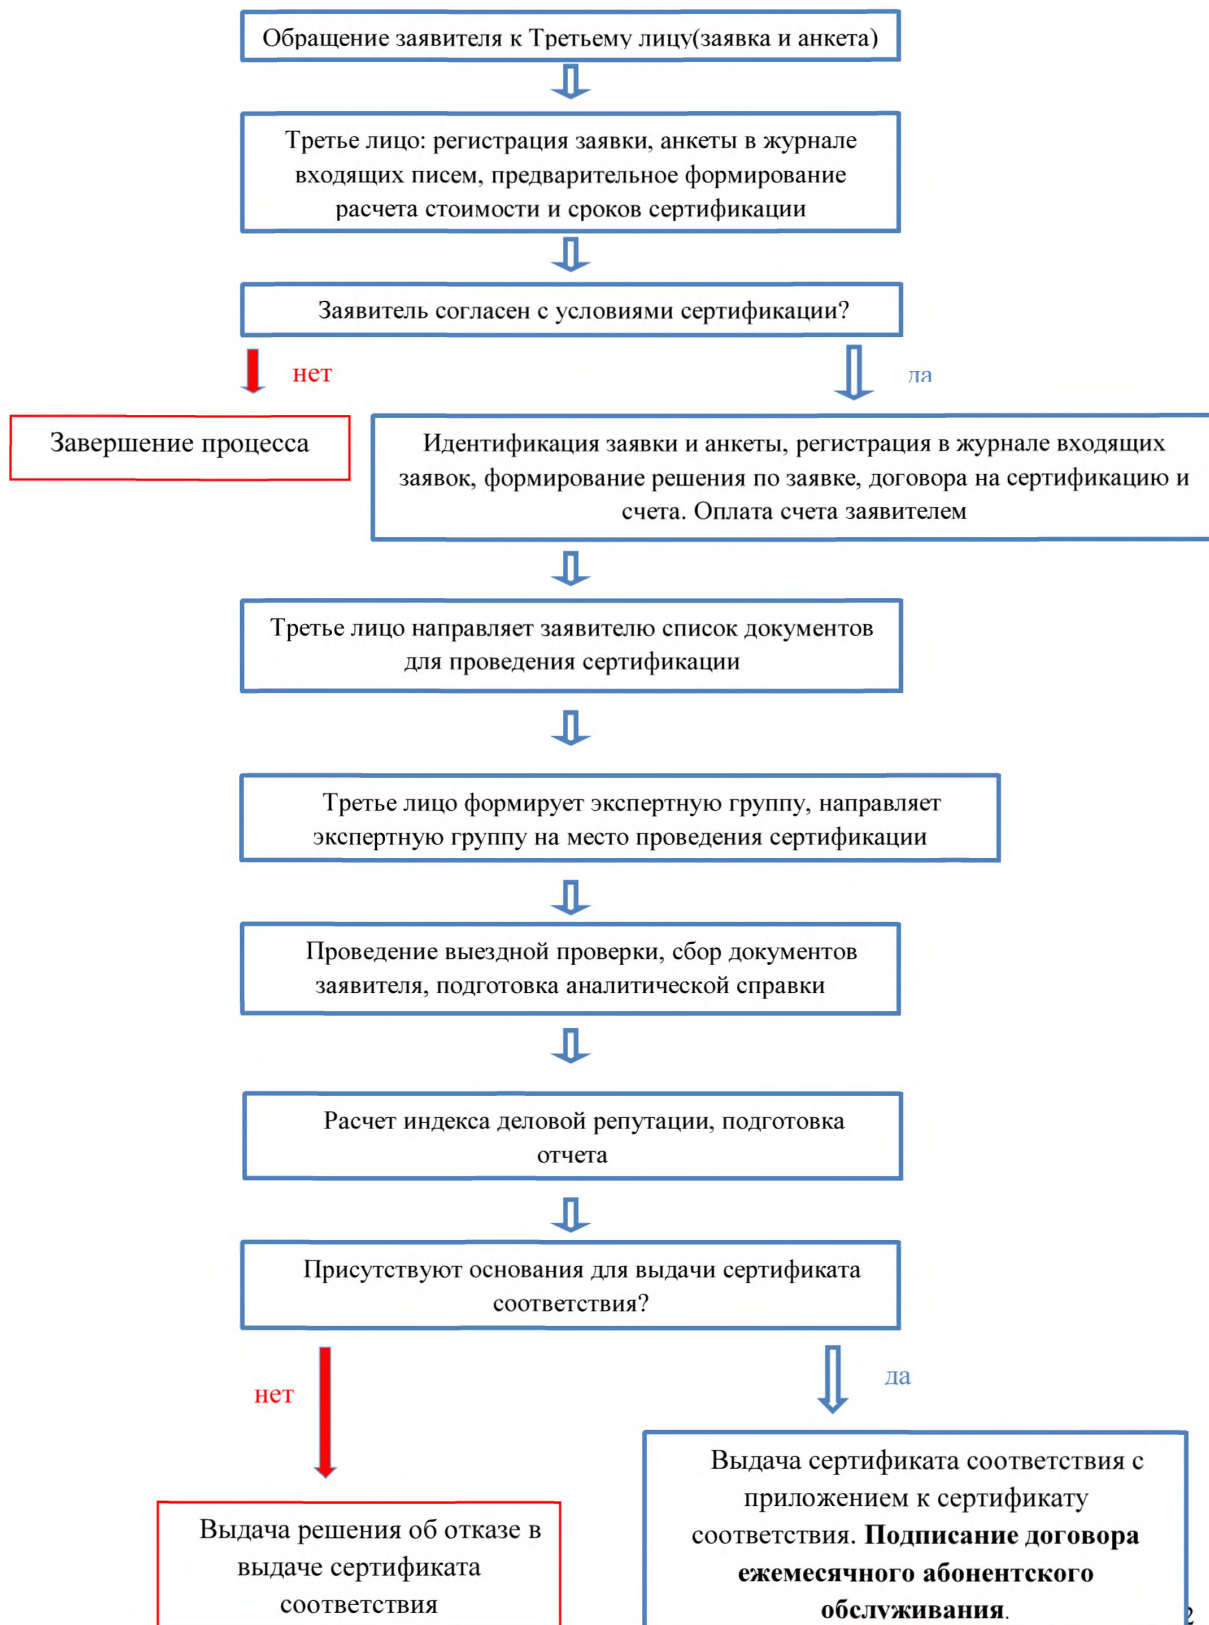 Обращение заявителя к Третьему лицу(заявка и анкета)
Третье лицо: регистрация заявки, анкеты в журнале
входящих писем, предварительное формирование
расчета стоимости и сроков сертификации
Заявитель согласен с условиями сертификации?
нет
да
Завершение процесса
Идентификация заявки и анкеты, регистрация в журнале входящих
заявок, формирование решения по заявке, договора на сертификацию и
счета. Оплата счета заявителем
Третье лицо направляет заявителю список документов
для проведения сертификации
Третье лицо формирует экспертную группу, направляет
экспертную группу на место проведения сертификации
Проведение выездной проверки, сбор документов
заявителя, подготовка аналитической справки
Расчет индекса деловой репутации, подготовка
отчета
Присутствуют основания для выдачи сертификата
соответствия?
нет
да
Выдача решения об отказе в
выдаче сертификата
соответствия
Выдача сертификата соответствия с
приложением к сертификату
соответствия. Подписание договора
ежемесячного абонентского
обслуживания.